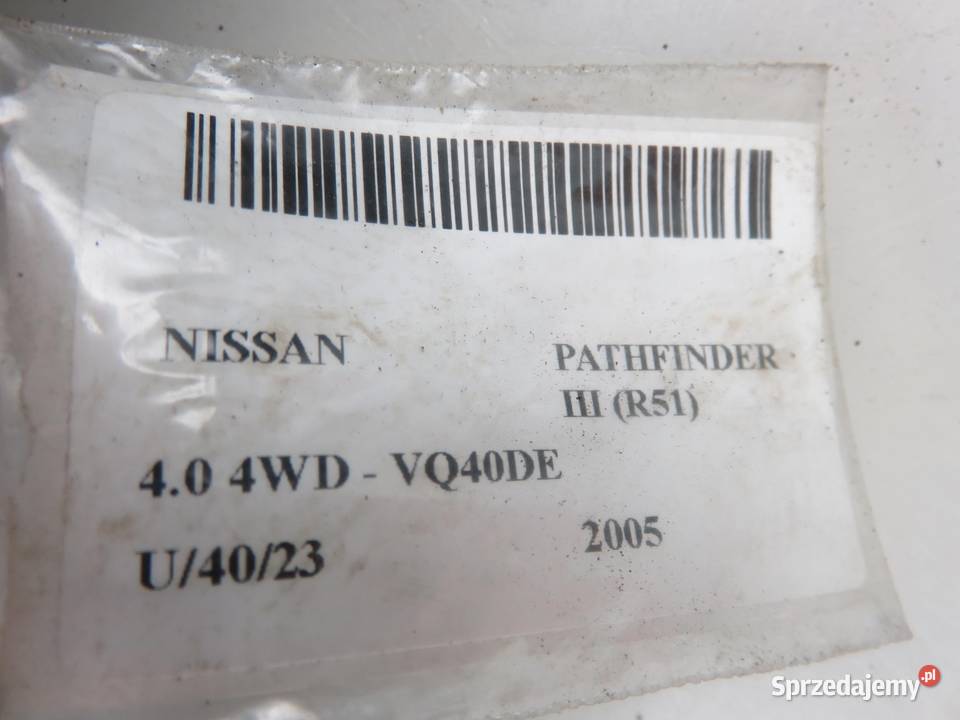 NISSAN PATHFINDER
III (R51)
4.0 4WD - VQ40DE
U/40/23 2005
Sprzedajemy.pl